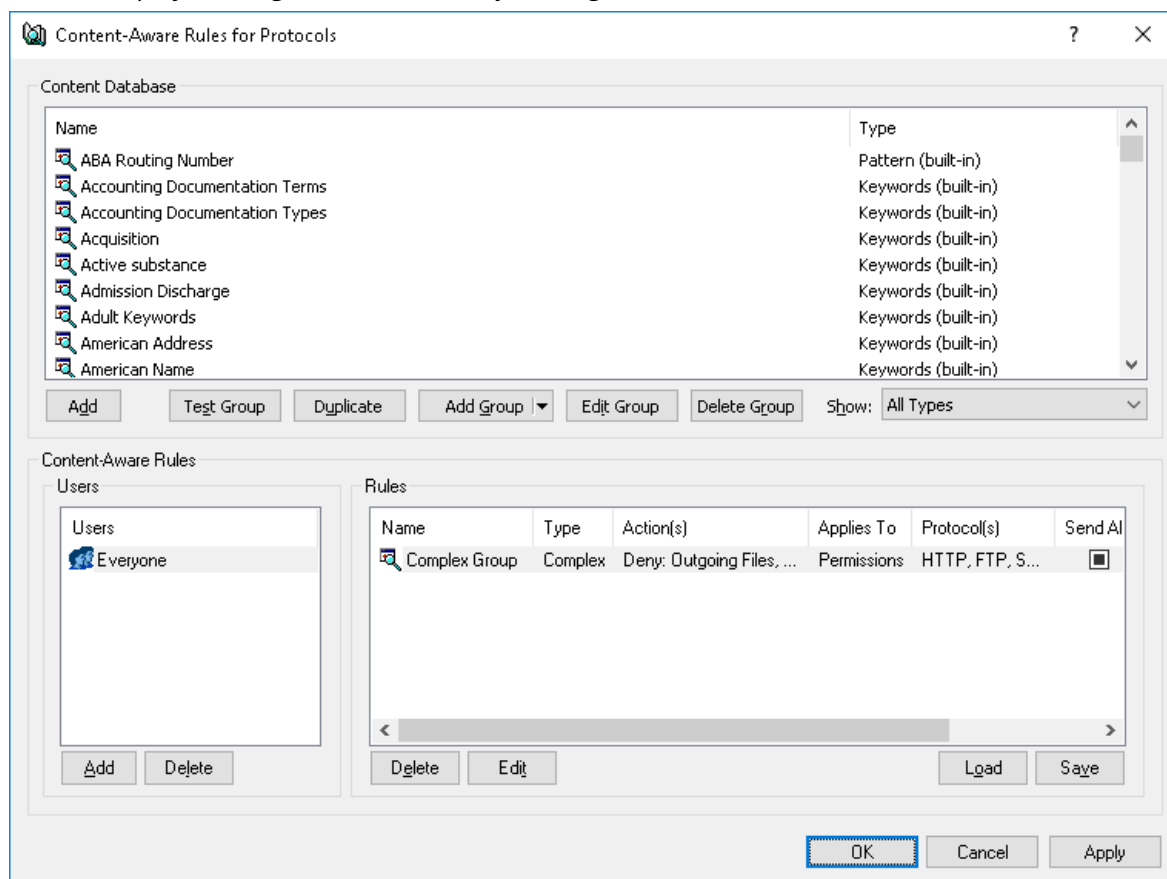 Content-Aware Rules for Protocols ?
Content Database
Name Type
ABA Routing Number Pattern (built-in)
Accounting Documentation Terms Keywords (built-in)
Accounting Documentation Types Keywords (built-in)
Acquisition Keywords (built-in)
Active substance Keywords (built-in)
Admission Discharge Keywords (built-in)
Adult Keywords Keywords (built-in)
American Address Keywords (built-in)
American Name Keywords (built-in)
Add Test Group Duplicate Add Group Edit Group Delete Group Show: All Types
Content-Aware Rules
Users Rules
Users Name Type Action(s) Applies To Protocol(s) Send Al
Everyone Complex Group Complex Deny: Outgoing Files, ... Permissions HTTP, FTP, S...
Add Delete Delete Edit Load Save
OK Cancel Apply